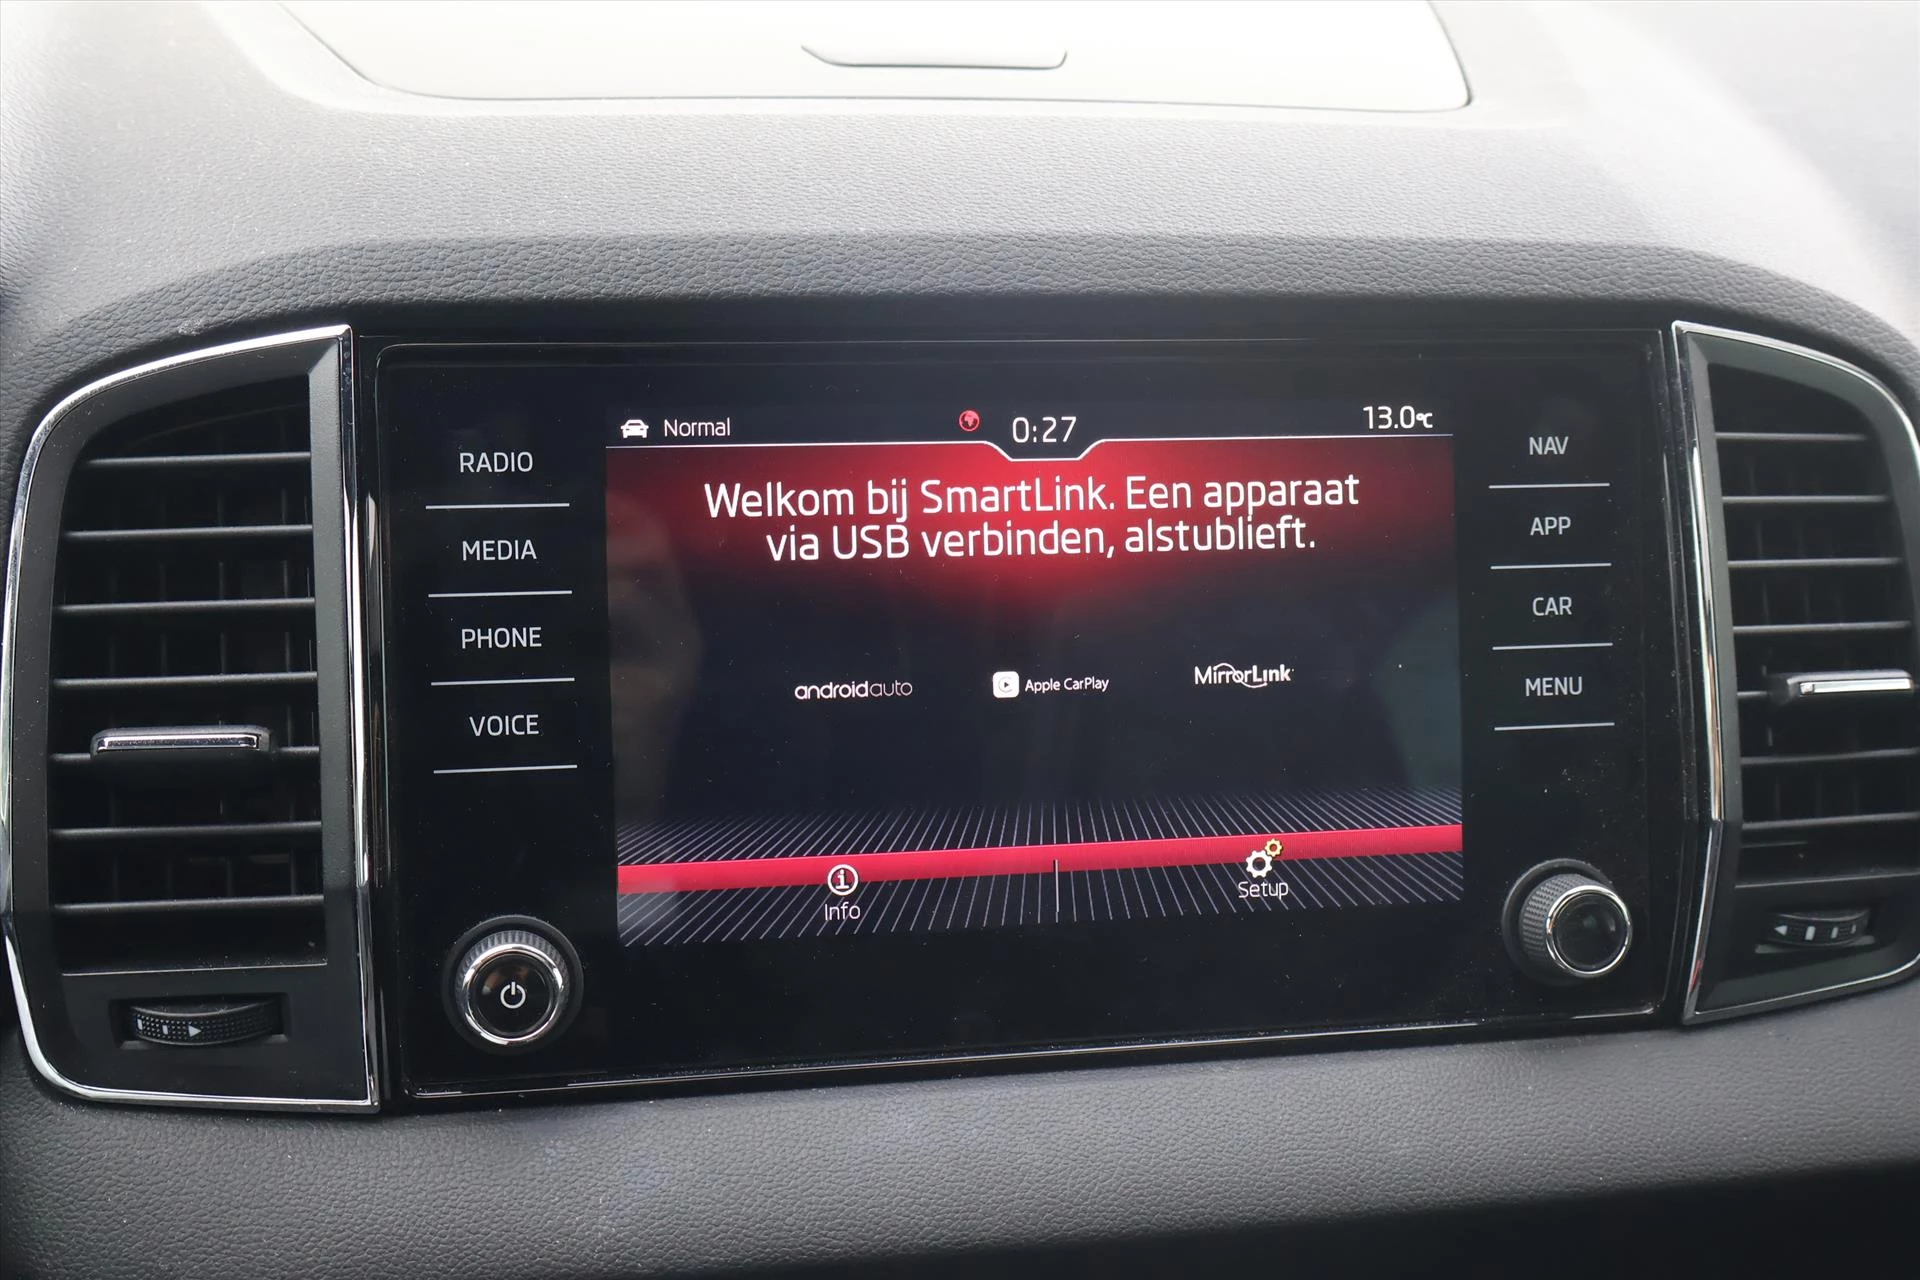 Normal
0:27
13.0°C
RADIO
MEDIA
PHONE
VOICE
Welkom bij SmartLink. Een apparaat
via USB verbinden, alstublieft.
androidauto
Apple CarPlay
MirrorLink
Info
Setup
NAV
APP
CAR
MENU